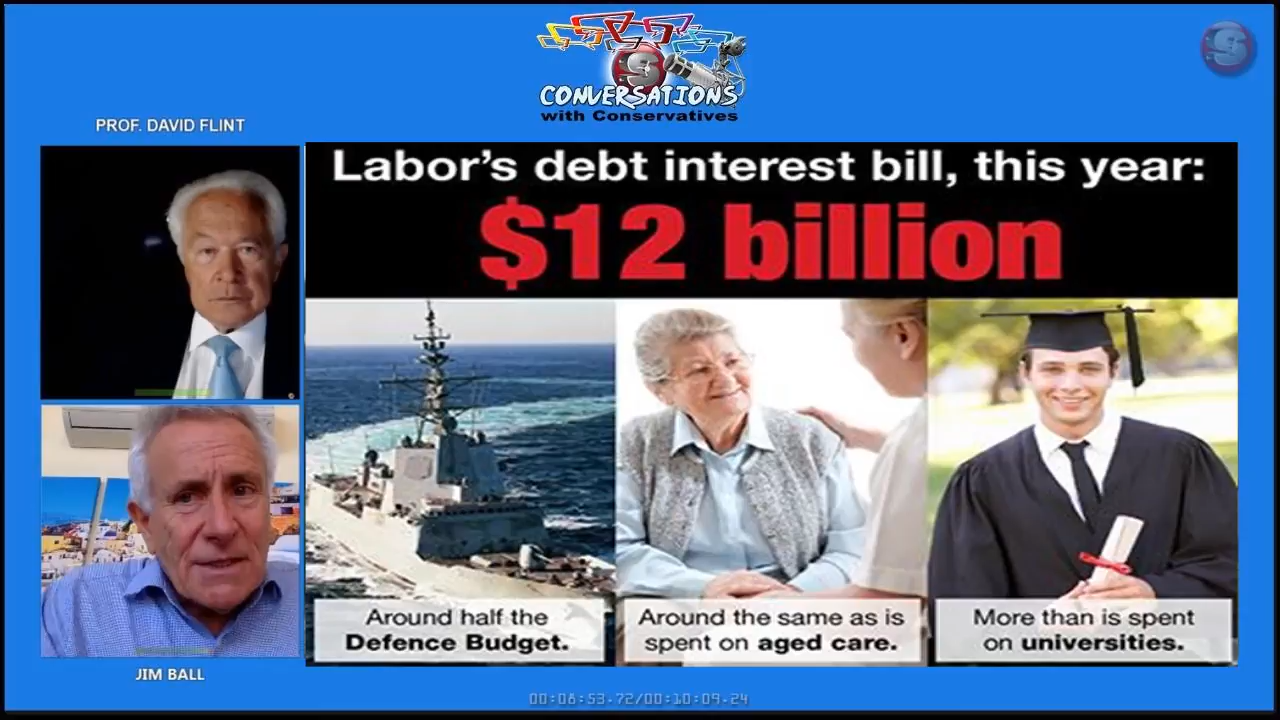 CONVERSATIONS
with Conservatives
S
S
PROF. DAVID FLINT
Labor's debt interest bill, this year:
$12 billion
Around half the
Defence Budget.
Around the same as is
spent on aged care.
More than is spent
on universities.
JIM BALL
00:08:53.72/00:10:09.24